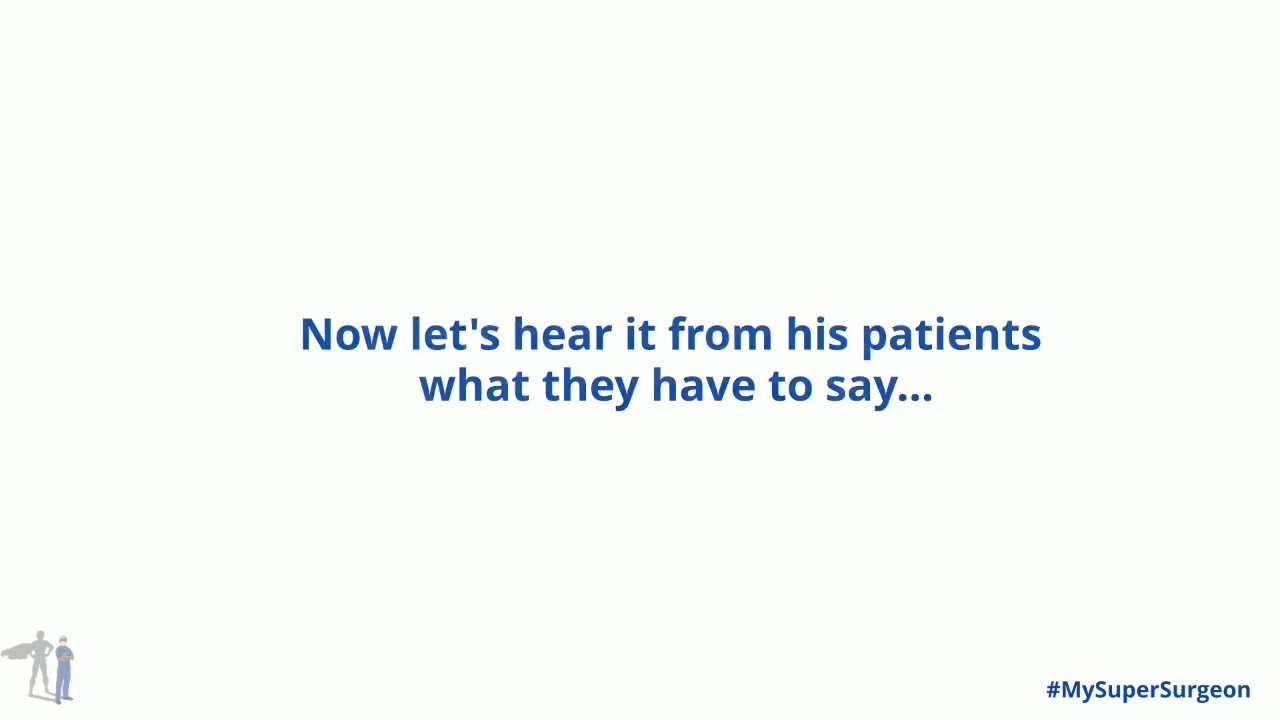 Now let's hear it from his patients
what they have to say...
#MySuperSurgeon